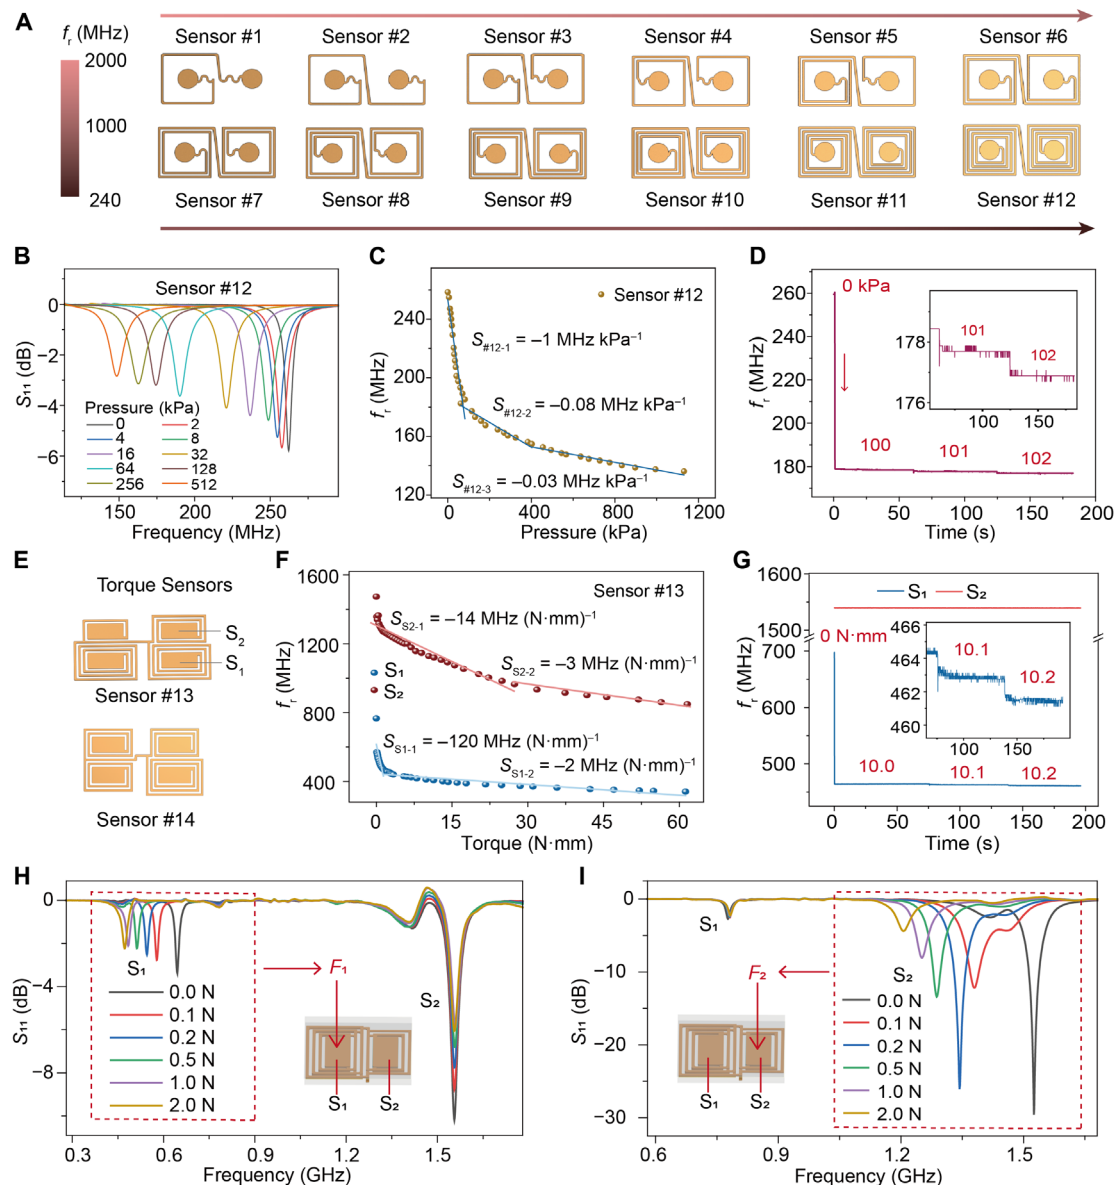 A
fr (MHz)
2000
1000
240
Sensor #1
Sensor #2
Sensor #3
Sensor #4
Sensor #5
Sensor #6
Sensor #7
Sensor #8
Sensor #9
Sensor #10
Sensor #11
Sensor #12
B
Sensor #12
S₁₁ (dB)
0
−2
−4
−6
Pressure (kPa)
0
2
4
8
16
32
64
128
256
512
150
200
250
Frequency (MHz)
C
Sensor #12
fr (MHz)
240
200
160
120
S#12-1 = −1 MHz kPa⁻¹
S#12-2 = −0.08 MHz kPa⁻¹
S#12-3 = −0.03 MHz kPa⁻¹
0
400
800
1200
Pressure (kPa)
D
fr (MHz)
260
240
220
200
180
0 kPa
100
101
102
178
176
101
102
100
150
0
50
100
150
200
Time (s)
E
Torque Sensors
S₂
S₁
Sensor #13
Sensor #14
F
Sensor #13
fr (MHz)
1600
1200
800
400
SS2-1 = −14 MHz (N·mm)⁻¹
S₁
S₂
SS2-2 = −3 MHz (N·mm)⁻¹
SS1-1 = −120 MHz (N·mm)⁻¹
SS1-2 = −2 MHz (N·mm)⁻¹
0
15
30
45
60
Torque (N·mm)
G
fr (MHz)
1600
1550
1500
700
650
600
550
500
450
S₁
S₂
0 N·mm
466
464
462
460
10.1
10.2
100
150
10.0
10.1
10.2
0
50
100
150
200
Time (s)
H
S₁₁ (dB)
0
−4
−8
S₁
F₁
S₂
0.0 N
0.1 N
0.2 N
0.5 N
1.0 N
2.0 N
S₁
S₂
0.3
0.6
0.9
1.2
1.5
Frequency (GHz)
I
S₁₁ (dB)
0
−10
−20
−30
S₁
F₂
S₂
0.0 N
0.1 N
0.2 N
0.5 N
1.0 N
2.0 N
S₁
S₂
0.6
0.9
1.2
1.5
Frequency (GHz)